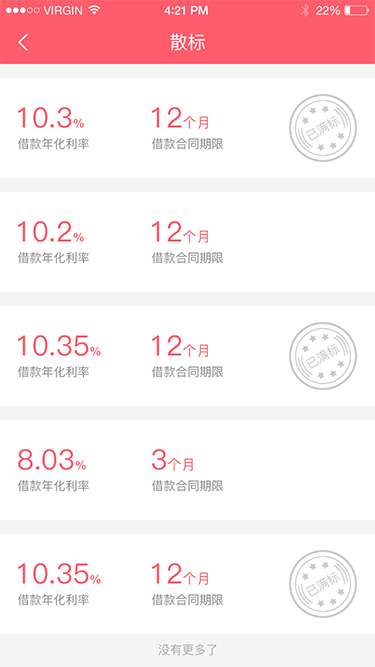 VIRGIN 4:21 PM 22%
散标
10.3% 12个月
借款年化利率 借款合同期限
已满标
10.2% 12个月
借款年化利率 借款合同期限
10.35% 12个月
借款年化利率 借款合同期限
已满标
8.03% 3个月
借款年化利率 借款合同期限
10.35% 12个月
借款年化利率 借款合同期限
已满标
没有更多了